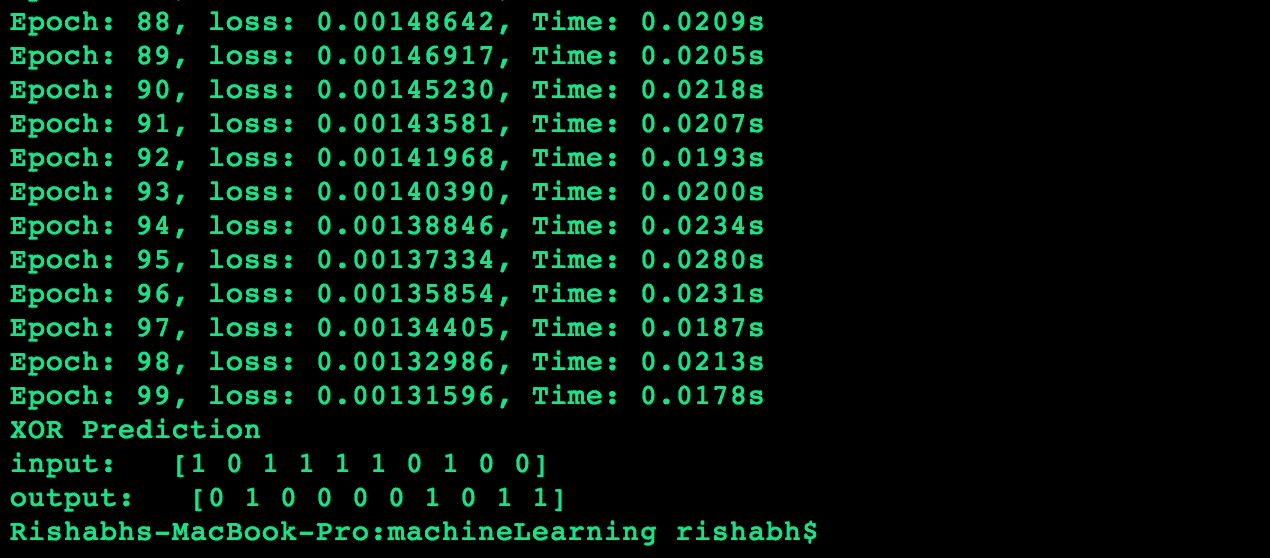 Epoch: 88, loss: 0.00148642, Time: 0.0209s
Epoch: 89, loss: 0.00146917, Time: 0.0205s
Epoch: 90, loss: 0.00145230, Time: 0.0218s
Epoch: 91, loss: 0.00143581, Time: 0.0207s
Epoch: 92, loss: 0.00141968, Time: 0.0193s
Epoch: 93, loss: 0.00140390, Time: 0.0200s
Epoch: 94, loss: 0.00138846, Time: 0.0234s
Epoch: 95, loss: 0.00137334, Time: 0.0280s
Epoch: 96, loss: 0.00135854, Time: 0.0231s
Epoch: 97, loss: 0.00134405, Time: 0.0187s
Epoch: 98, loss: 0.00132986, Time: 0.0213s
Epoch: 99, loss: 0.00131596, Time: 0.0178s
XOR Prediction
input:   [1 0 1 1 1 1 0 1 0 0]
output:   [0 1 0 0 0 0 1 0 1 1]
Rishabhs-MacBook-Pro:machineLearning rishabh$